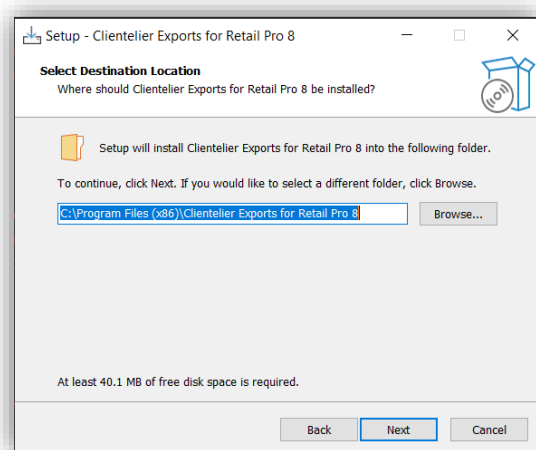 Setup - Clientelier Exports for Retail Pro 8
Select Destination Location
Where should Clientelier Exports for Retail Pro 8 be installed?
Setup will install Clientelier Exports for Retail Pro 8 into the following folder.
To continue, click Next. If you would like to select a different folder, click Browse.
C:\Program Files (x86)\Clientelier Exports for Retail Pro 8
Browse...
At least 40.1 MB of free disk space is required.
Back
Next
Cancel